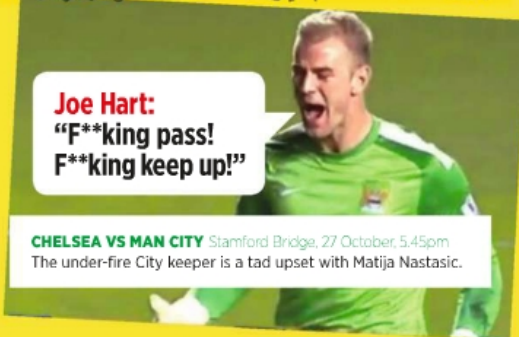 Joe Hart:
“F**king pass!
F**king keep up!”
CHELSEA VS MAN CITY Stamford Bridge, 27 October, 5.45pm
The under-fire City keeper is a tad upset with Matija Nastasic.